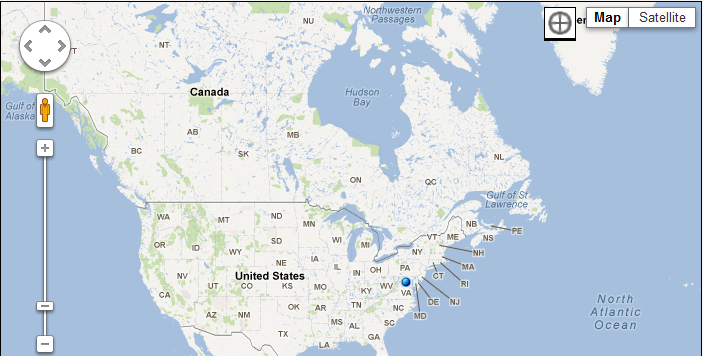 Northwestern
Passages
NU
Map
Satellite
NT
Canada
Hudson
Bay
Gulf of
Alaska
AB
MB
BC
SK
NL
ON
QC
Gulf of St
Lawrence
WA
MT
ND
MN
NB
PE
OR
ID
SD
WI
MI
VT
ME
NS
WY
NY
NH
NV
UT
United States
CO
NE
IA
IL
IN
OH
PA
MA
CT
RI
CA
KS
MO
KY
WV
VA
DE
NJ
MD
AZ
NM
OK
AR
TN
NC
North
Atlantic
Ocean
TX
LA
MS
AL
GA
SC